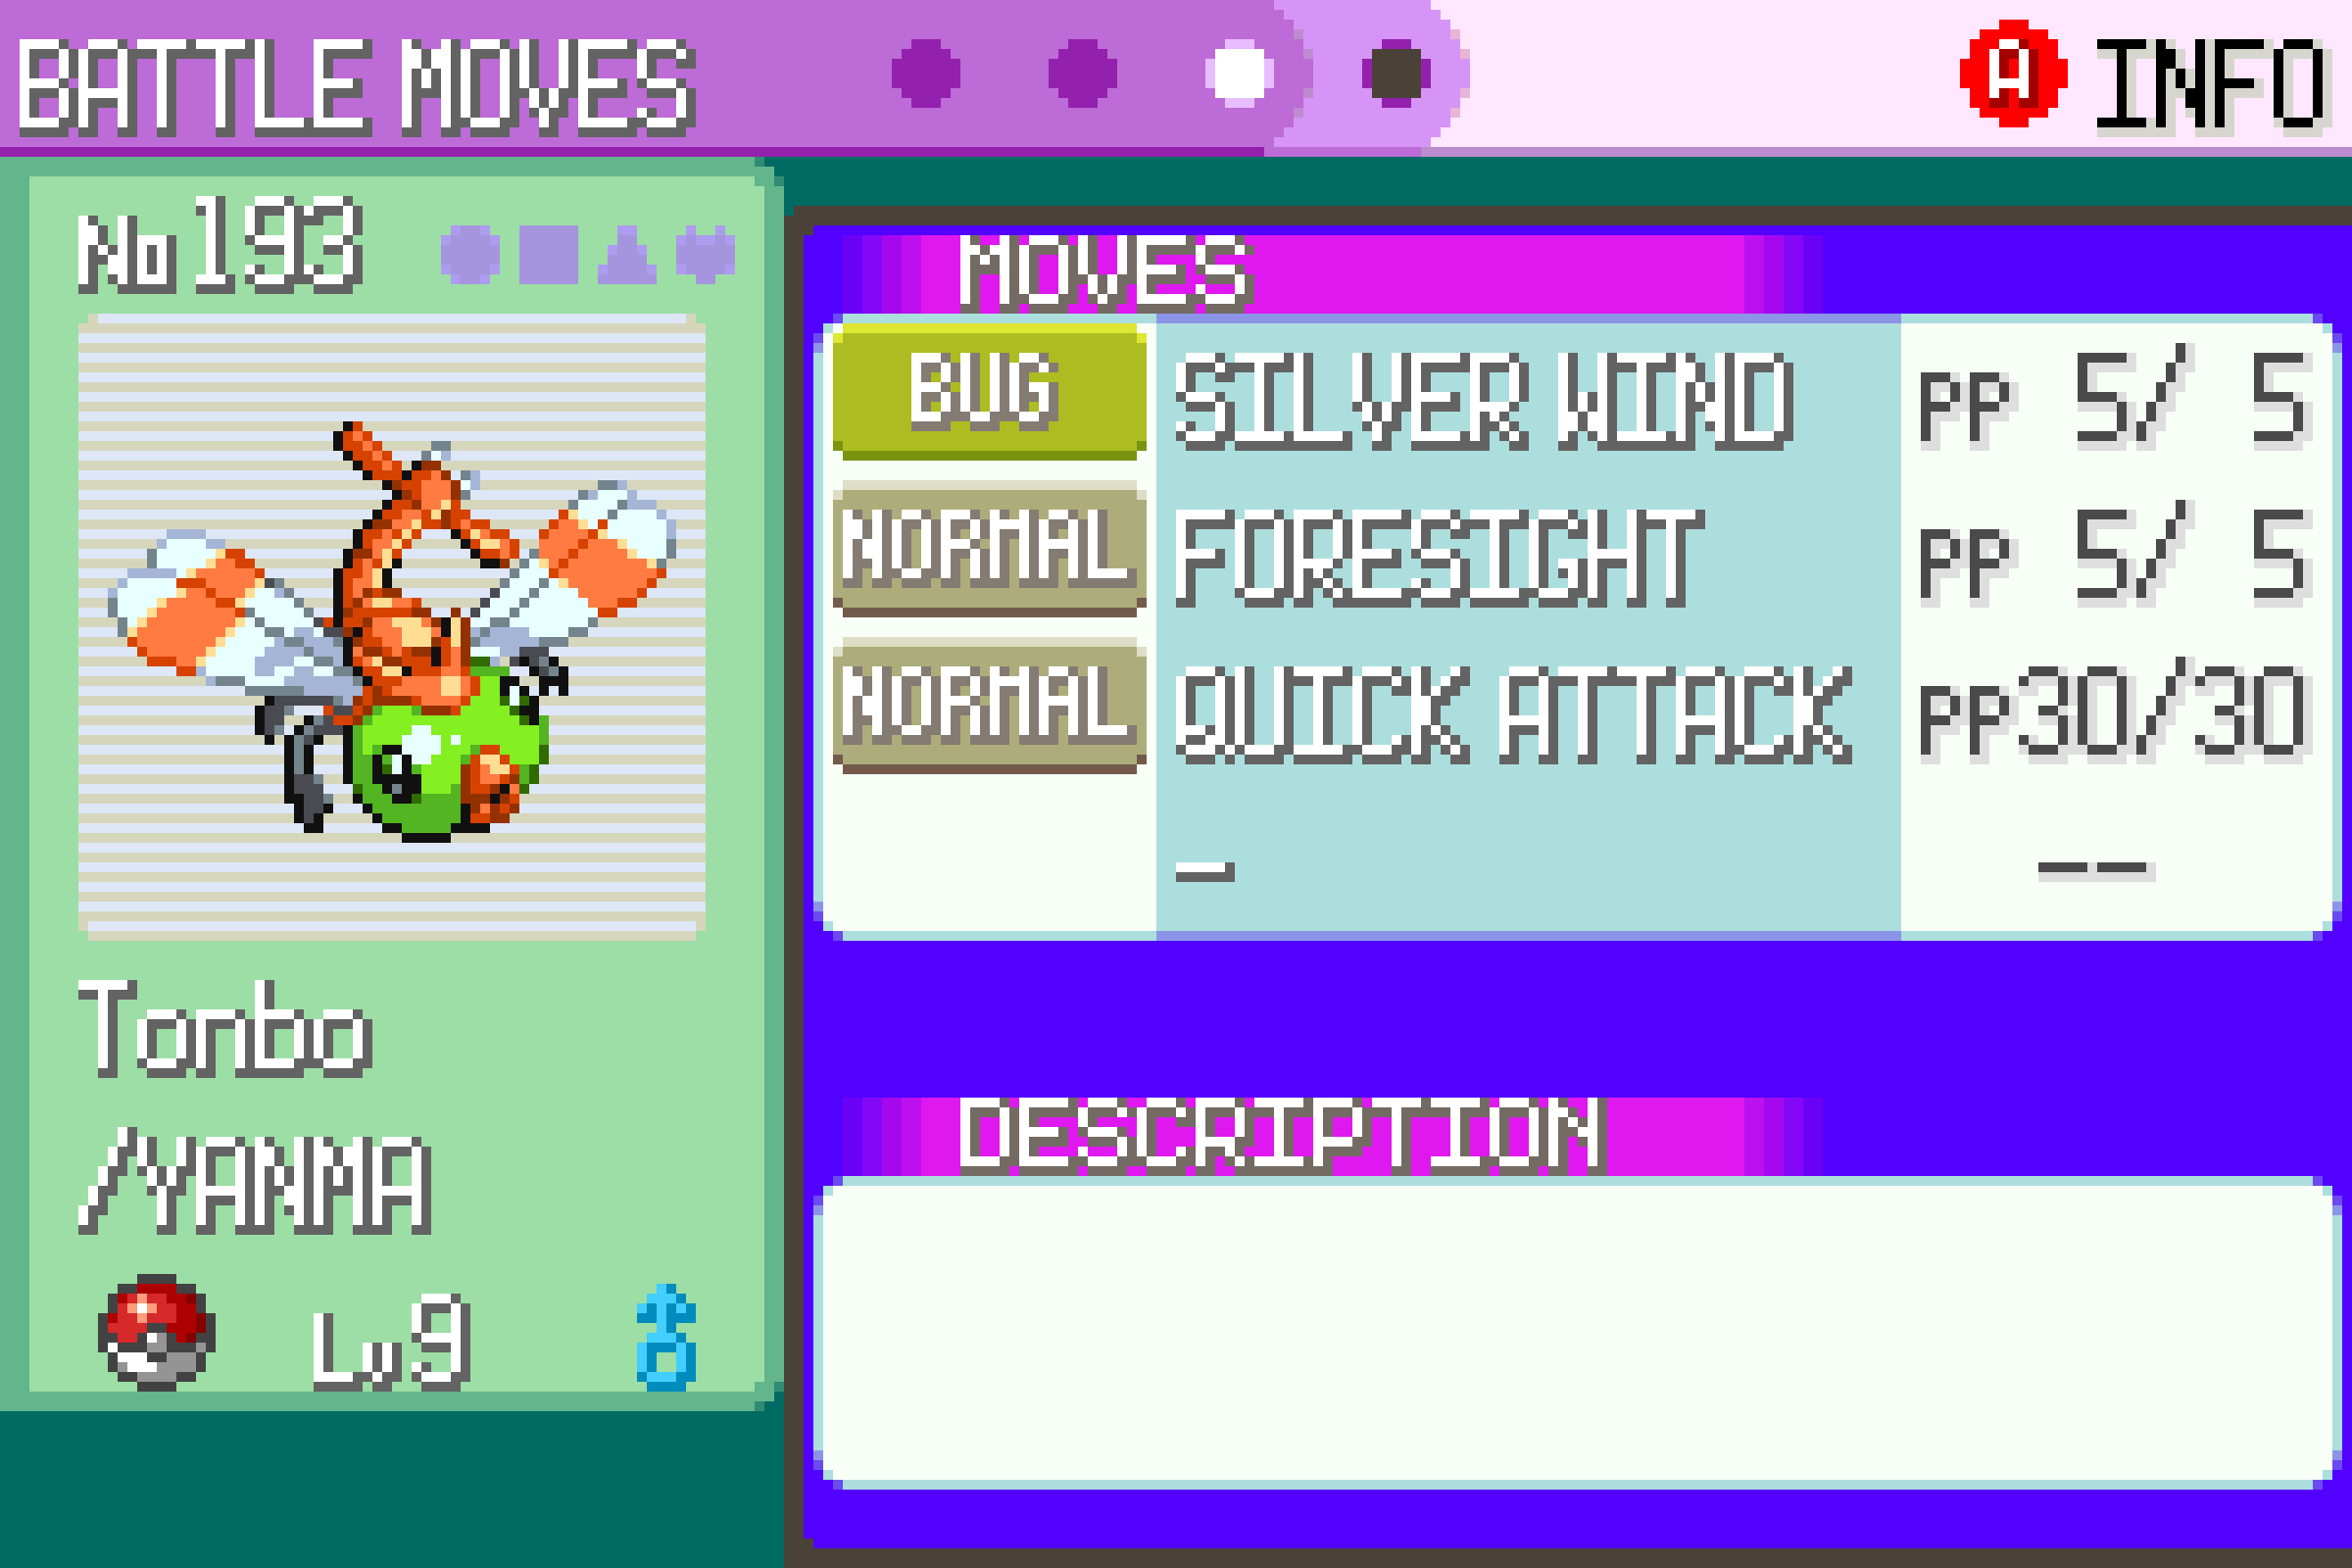 BATTLE MOVES
A INFO
No193
MOVES
BUG SILVER WIND PP 5/ 5
NORMAL FORESIGHT PP 5/ 5
NORMAL QUICK ATTACK PP30/30
– ––
Tonbo
/YANMA
Lv9 ♂
DESCRIPTION